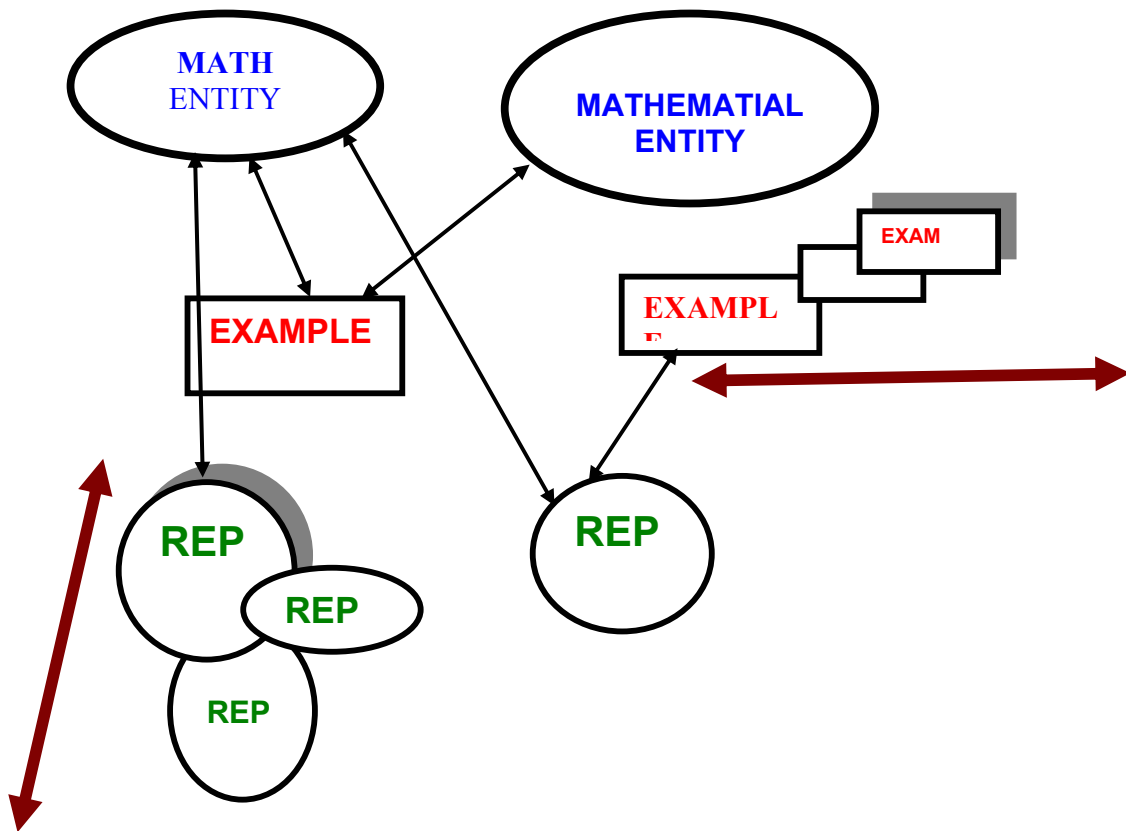 MATH
ENTITY
MATHEMATIAL
ENTITY
EXAM
EXAMPL
E
EXAMPLE
REP
REP
REP
REP